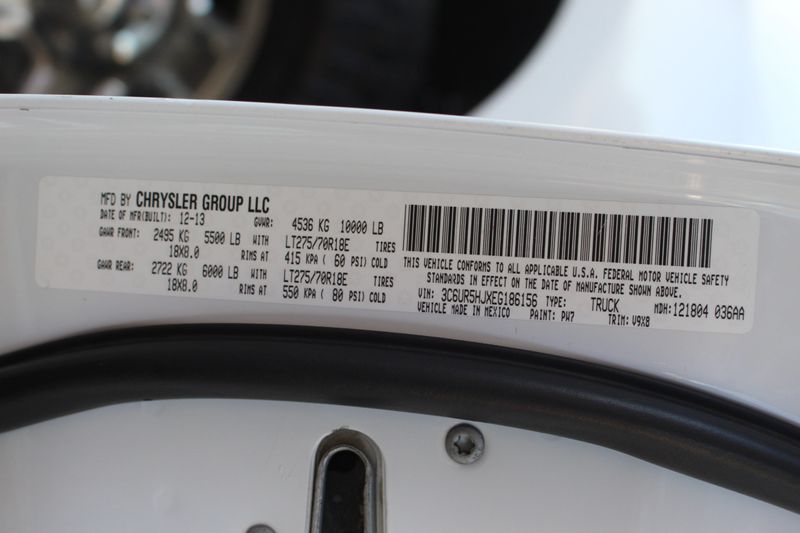 MFD BY CHRYSLER GROUP LLC
DATE OF MFR(BUILT): 12-13 GVWR: 4536 KG 10000 LB
GAWR FRONT: 2495 KG 5500 LB WITH LT275/70R18E TIRES
18X8.0 RIMS AT 415 KPA ( 60 PSI) COLD
GAWR REAR: 2722 KG 6000 LB WITH LT275/70R18E TIRES
18X8.0 RIMS AT 550 KPA ( 80 PSI) COLD
THIS VEHICLE CONFORMS TO ALL APPLICABLE U.S.A. FEDERAL MOTOR VEHICLE SAFETY
STANDARDS IN EFFECT ON THE DATE OF MANUFACTURE SHOWN ABOVE.
VIN: 3C6UR5HJXEG186156 TYPE: TRUCK MDH: 121804 036AA
VEHICLE MADE IN MEXICO PAINT: PW7 TRIM: V9X8